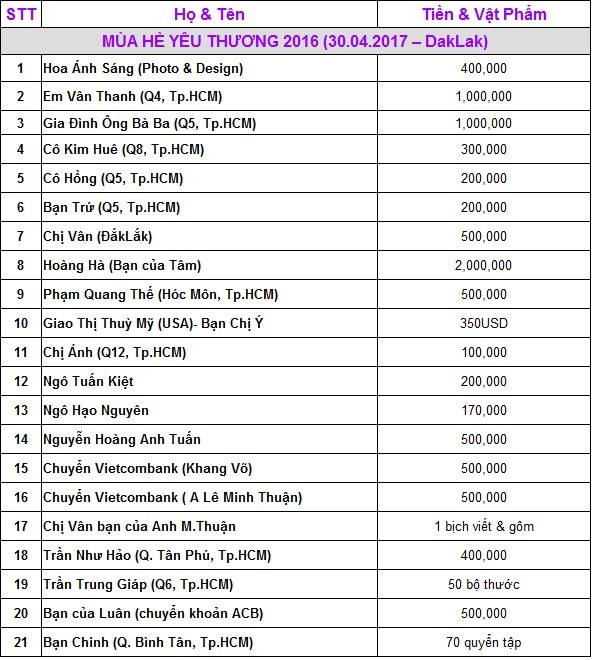 STT Họ & Tên Tiền & Vật Phẩm
MÙA HÈ YÊU THƯƠNG 2016 (30.04.2017 – DakLak)
1 Hoa Ánh Sáng (Photo & Design) 400,000
2 Em Vân Thanh (Q4, Tp.HCM) 1,000,000
3 Gia Đình Ông Bà Ba (Q5, Tp.HCM) 1,000,000
4 Cô Kim Huê (Q8, Tp.HCM) 300,000
5 Cô Hồng (Q5, Tp.HCM) 200,000
6 Bạn Trứ (Q5, Tp.HCM) 200,000
7 Chị Vân (ĐắkLắk) 500,000
8 Hoàng Hà (Bạn của Tâm) 2,000,000
9 Phạm Quang Thế (Hóc Môn, Tp.HCM) 500,000
10 Giao Thị Thuỳ Mỹ (USA)- Bạn Chị Ý 350USD
11 Chị Ánh (Q12, Tp.HCM) 100,000
12 Ngô Tuấn Kiệt 200,000
13 Ngô Hạo Nguyên 170,000
14 Nguyễn Hoàng Anh Tuấn 500,000
15 Chuyển Vietcombank (Khang Võ) 500,000
16 Chuyển Vietcombank ( A Lê Minh Thuận) 500,000
17 Chị Vân bạn của Anh M.Thuận 1 bịch viết & gôm
18 Trần Như Hảo (Q. Tân Phú, Tp.HCM) 400,000
19 Trần Trung Giáp (Q6, Tp.HCM) 50 bộ thước
20 Bạn của Luân (chuyển khoản ACB) 500,000
21 Bạn Chinh (Q. Bình Tân, Tp.HCM) 70 quyển tập